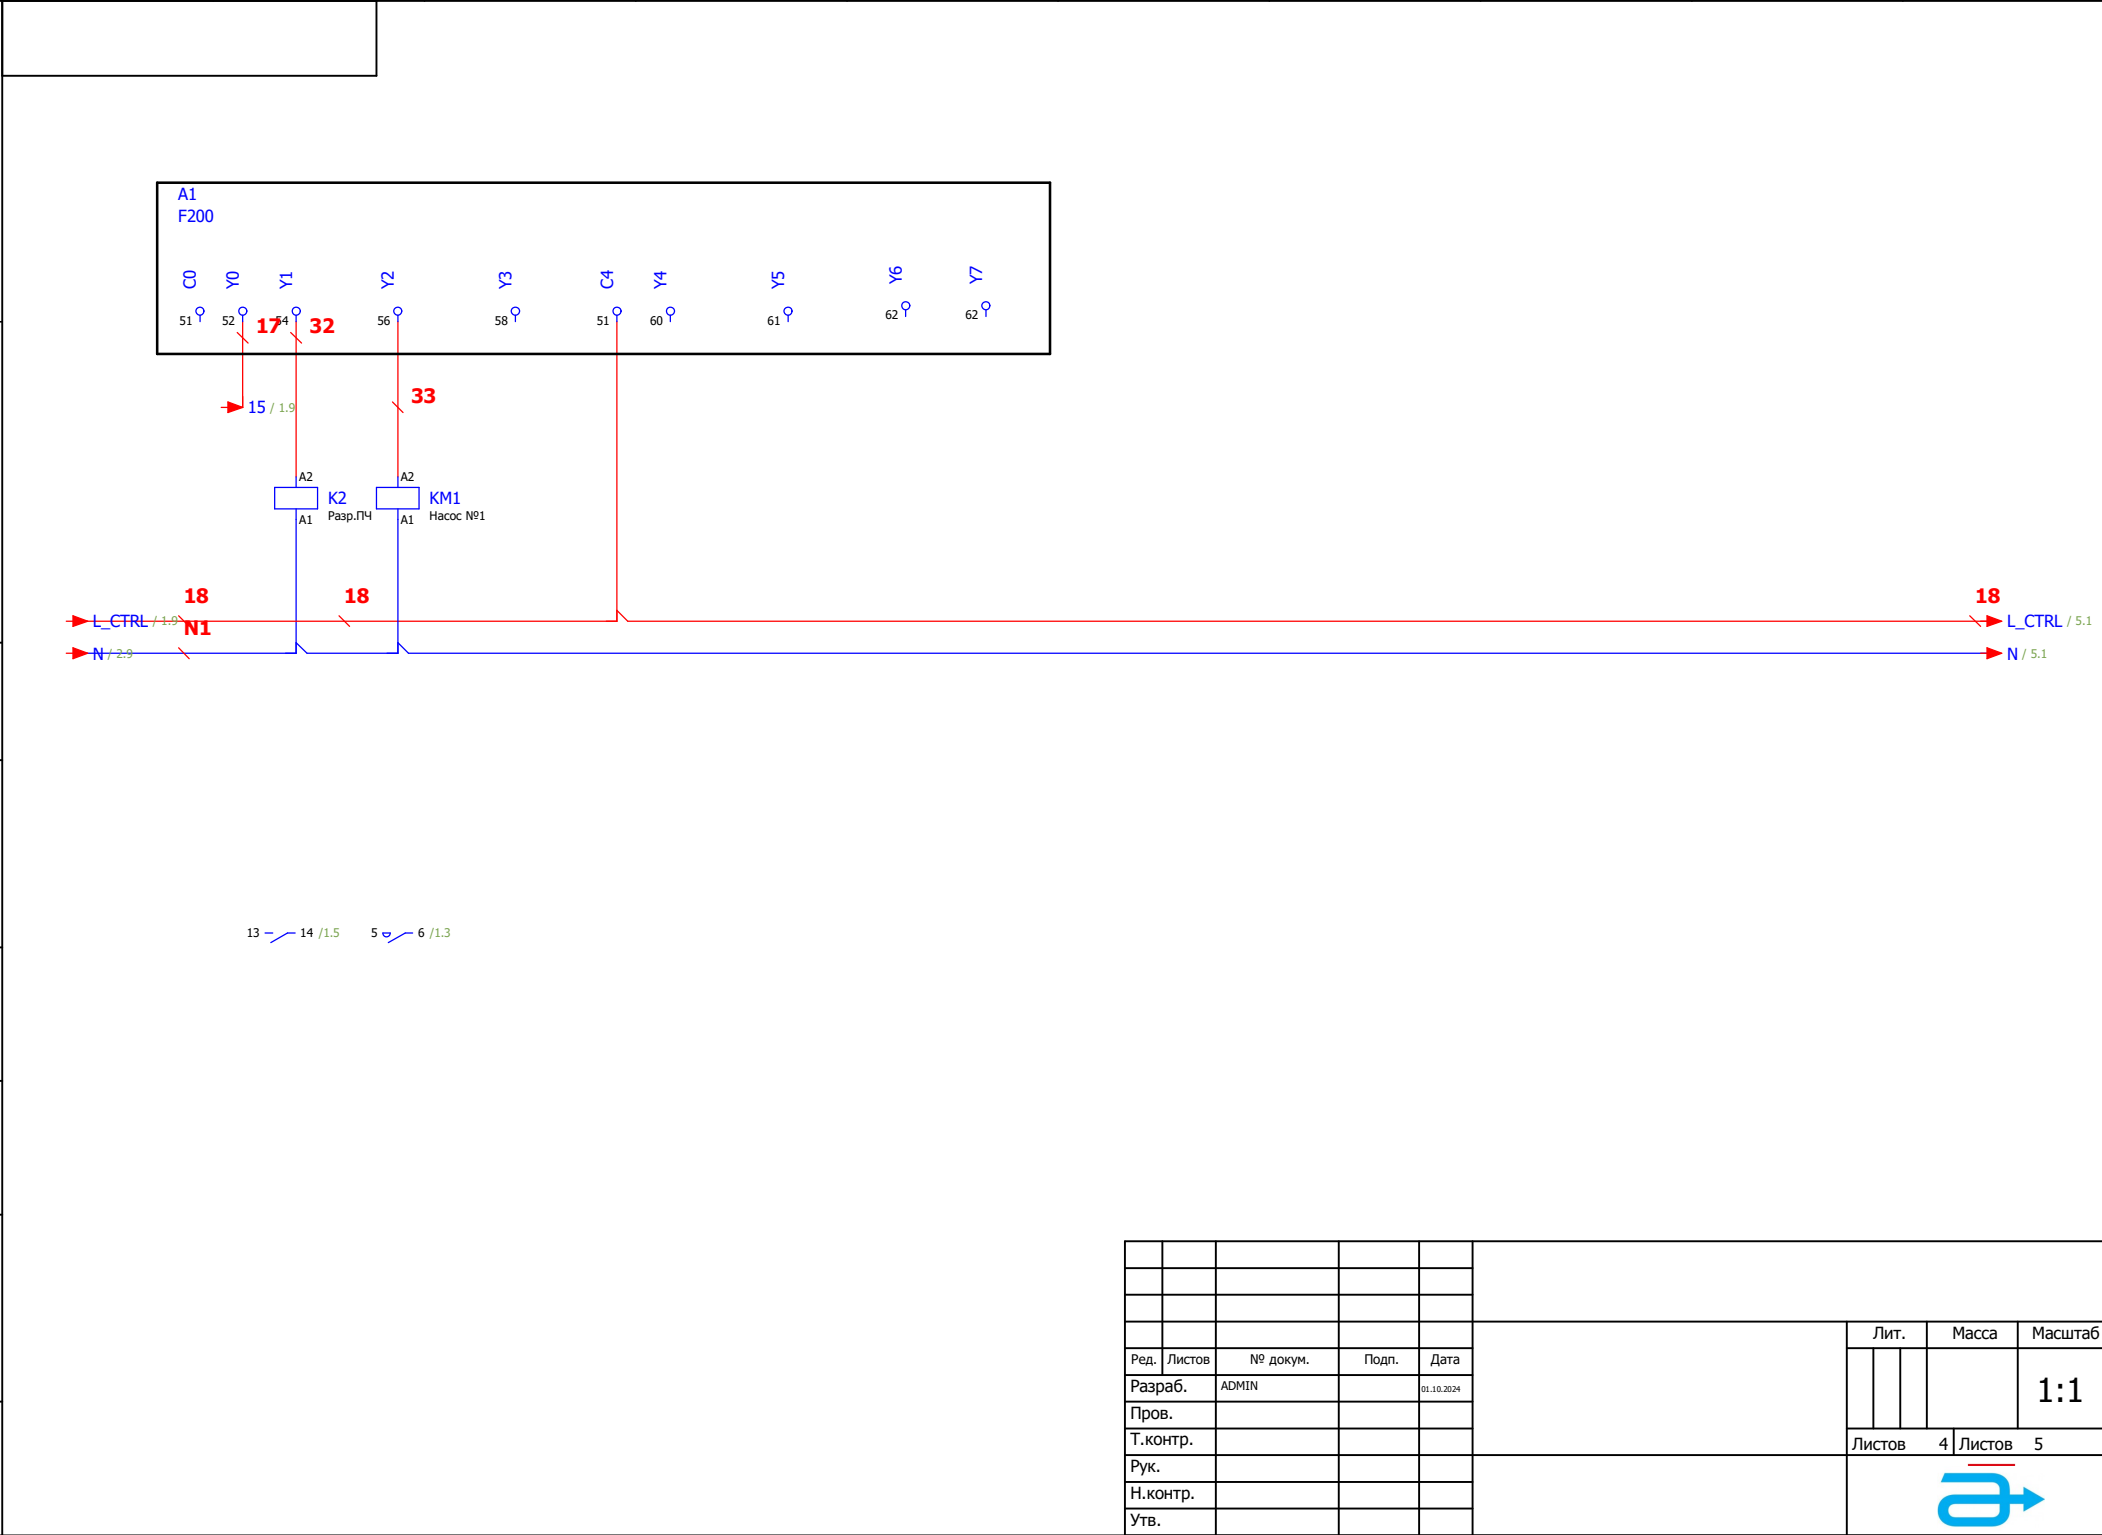 A1
F200
C0 Y0 Y1 Y2 Y3 C4 Y4 Y5 Y6 Y7
51 52 54 56 58 51 60 61 62 62
17 32
33
15 / 1.9
A2 A2
K2 KM1
A1 Разр.ПЧ A1 Насос №1
18 18 18
L_CTRL / 1.9 L_CTRL / 5.1
N1
N / 2.9 N / 5.1
13 14 /1.5 5 6 /1.3
Лит. Масса Масштаб
Ред. Листов № докум. Подп. Дата
Разраб. ADMIN 01.10.2024 1:1
Пров.
Т.контр. Листов 4 Листов 5
Рук.
Н.контр.
Утв.